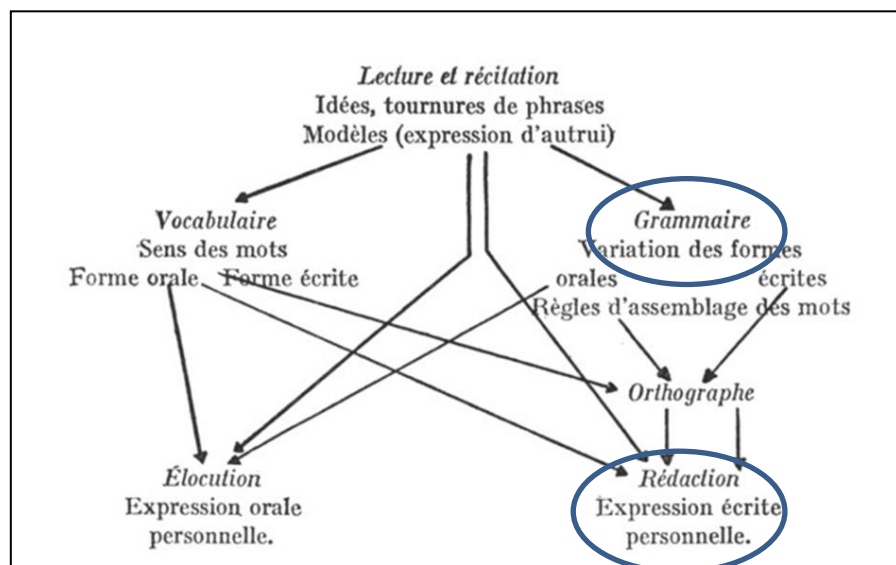 Lecture et récitation
Idées, tournures de phrases
Modèles (expression d'autrui)
Vocabulaire
Sens des mots
Forme orale Forme écrite
Grammaire
Variation des formes
orales écrites
Règles d'assemblage des mots
Orthographe
Élocution
Expression orale
personnelle.
Rédaction
Expression écrite
personnelle.